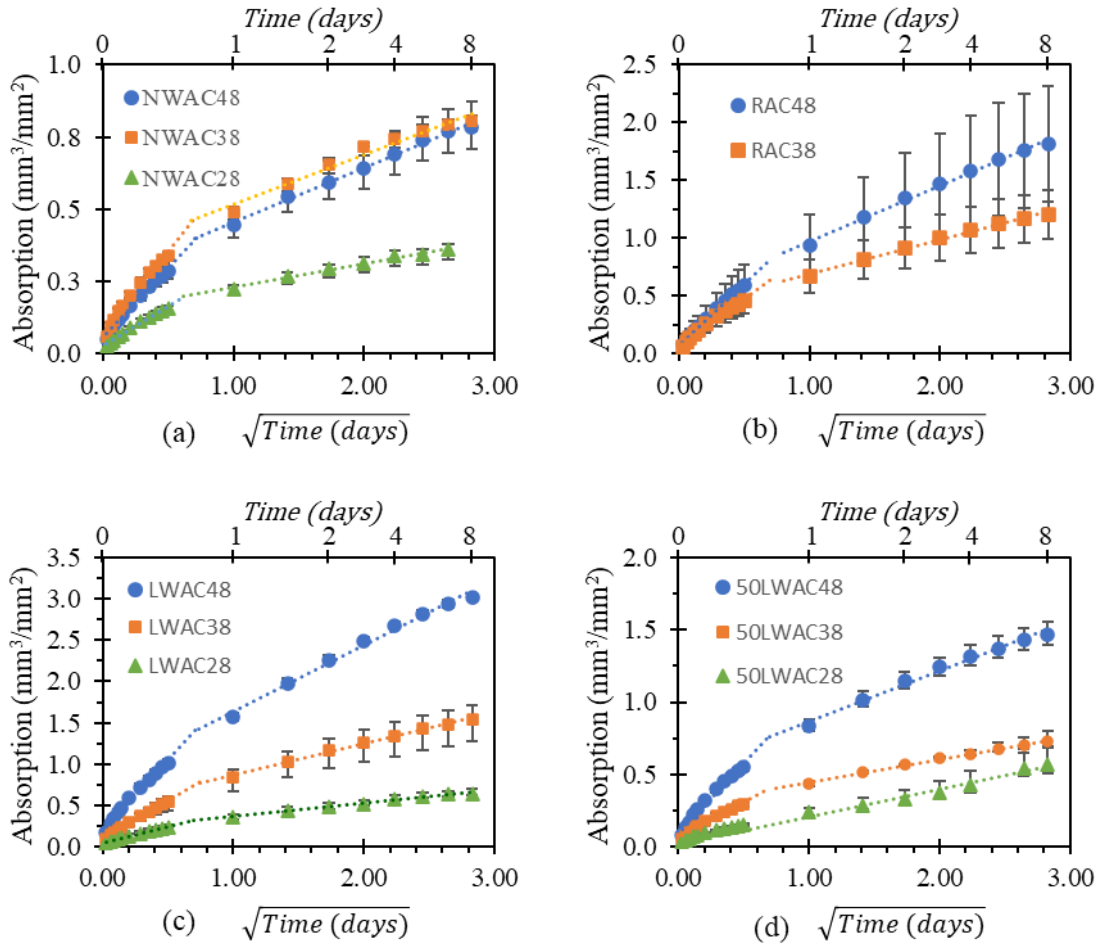 Time (days)
0 1 2 4 8
1.0
0.8
0.5
0.3
0.0
Absorption (mm³/mm²)
NWAC48
NWAC38
NWAC28
0.00 1.00 2.00 3.00
(a) √Time (days)
Time (days)
0 1 2 4 8
2.5
2.0
1.5
1.0
0.5
0.0
Absorption (mm³/mm²)
RAC48
RAC38
0.00 1.00 2.00 3.00
(b) √Time (days)
Time (days)
0 1 2 4 8
3.5
3.0
2.5
2.0
1.5
1.0
0.5
0.0
Absorption (mm³/mm²)
LWAC48
LWAC38
LWAC28
0.00 1.00 2.00 3.00
(c) √Time (days)
Time (days)
0 1 2 4 8
2.0
1.5
1.0
0.5
0.0
Absorption (mm³/mm²)
50LWAC48
50LWAC38
50LWAC28
0.00 1.00 2.00 3.00
(d) √Time (days)